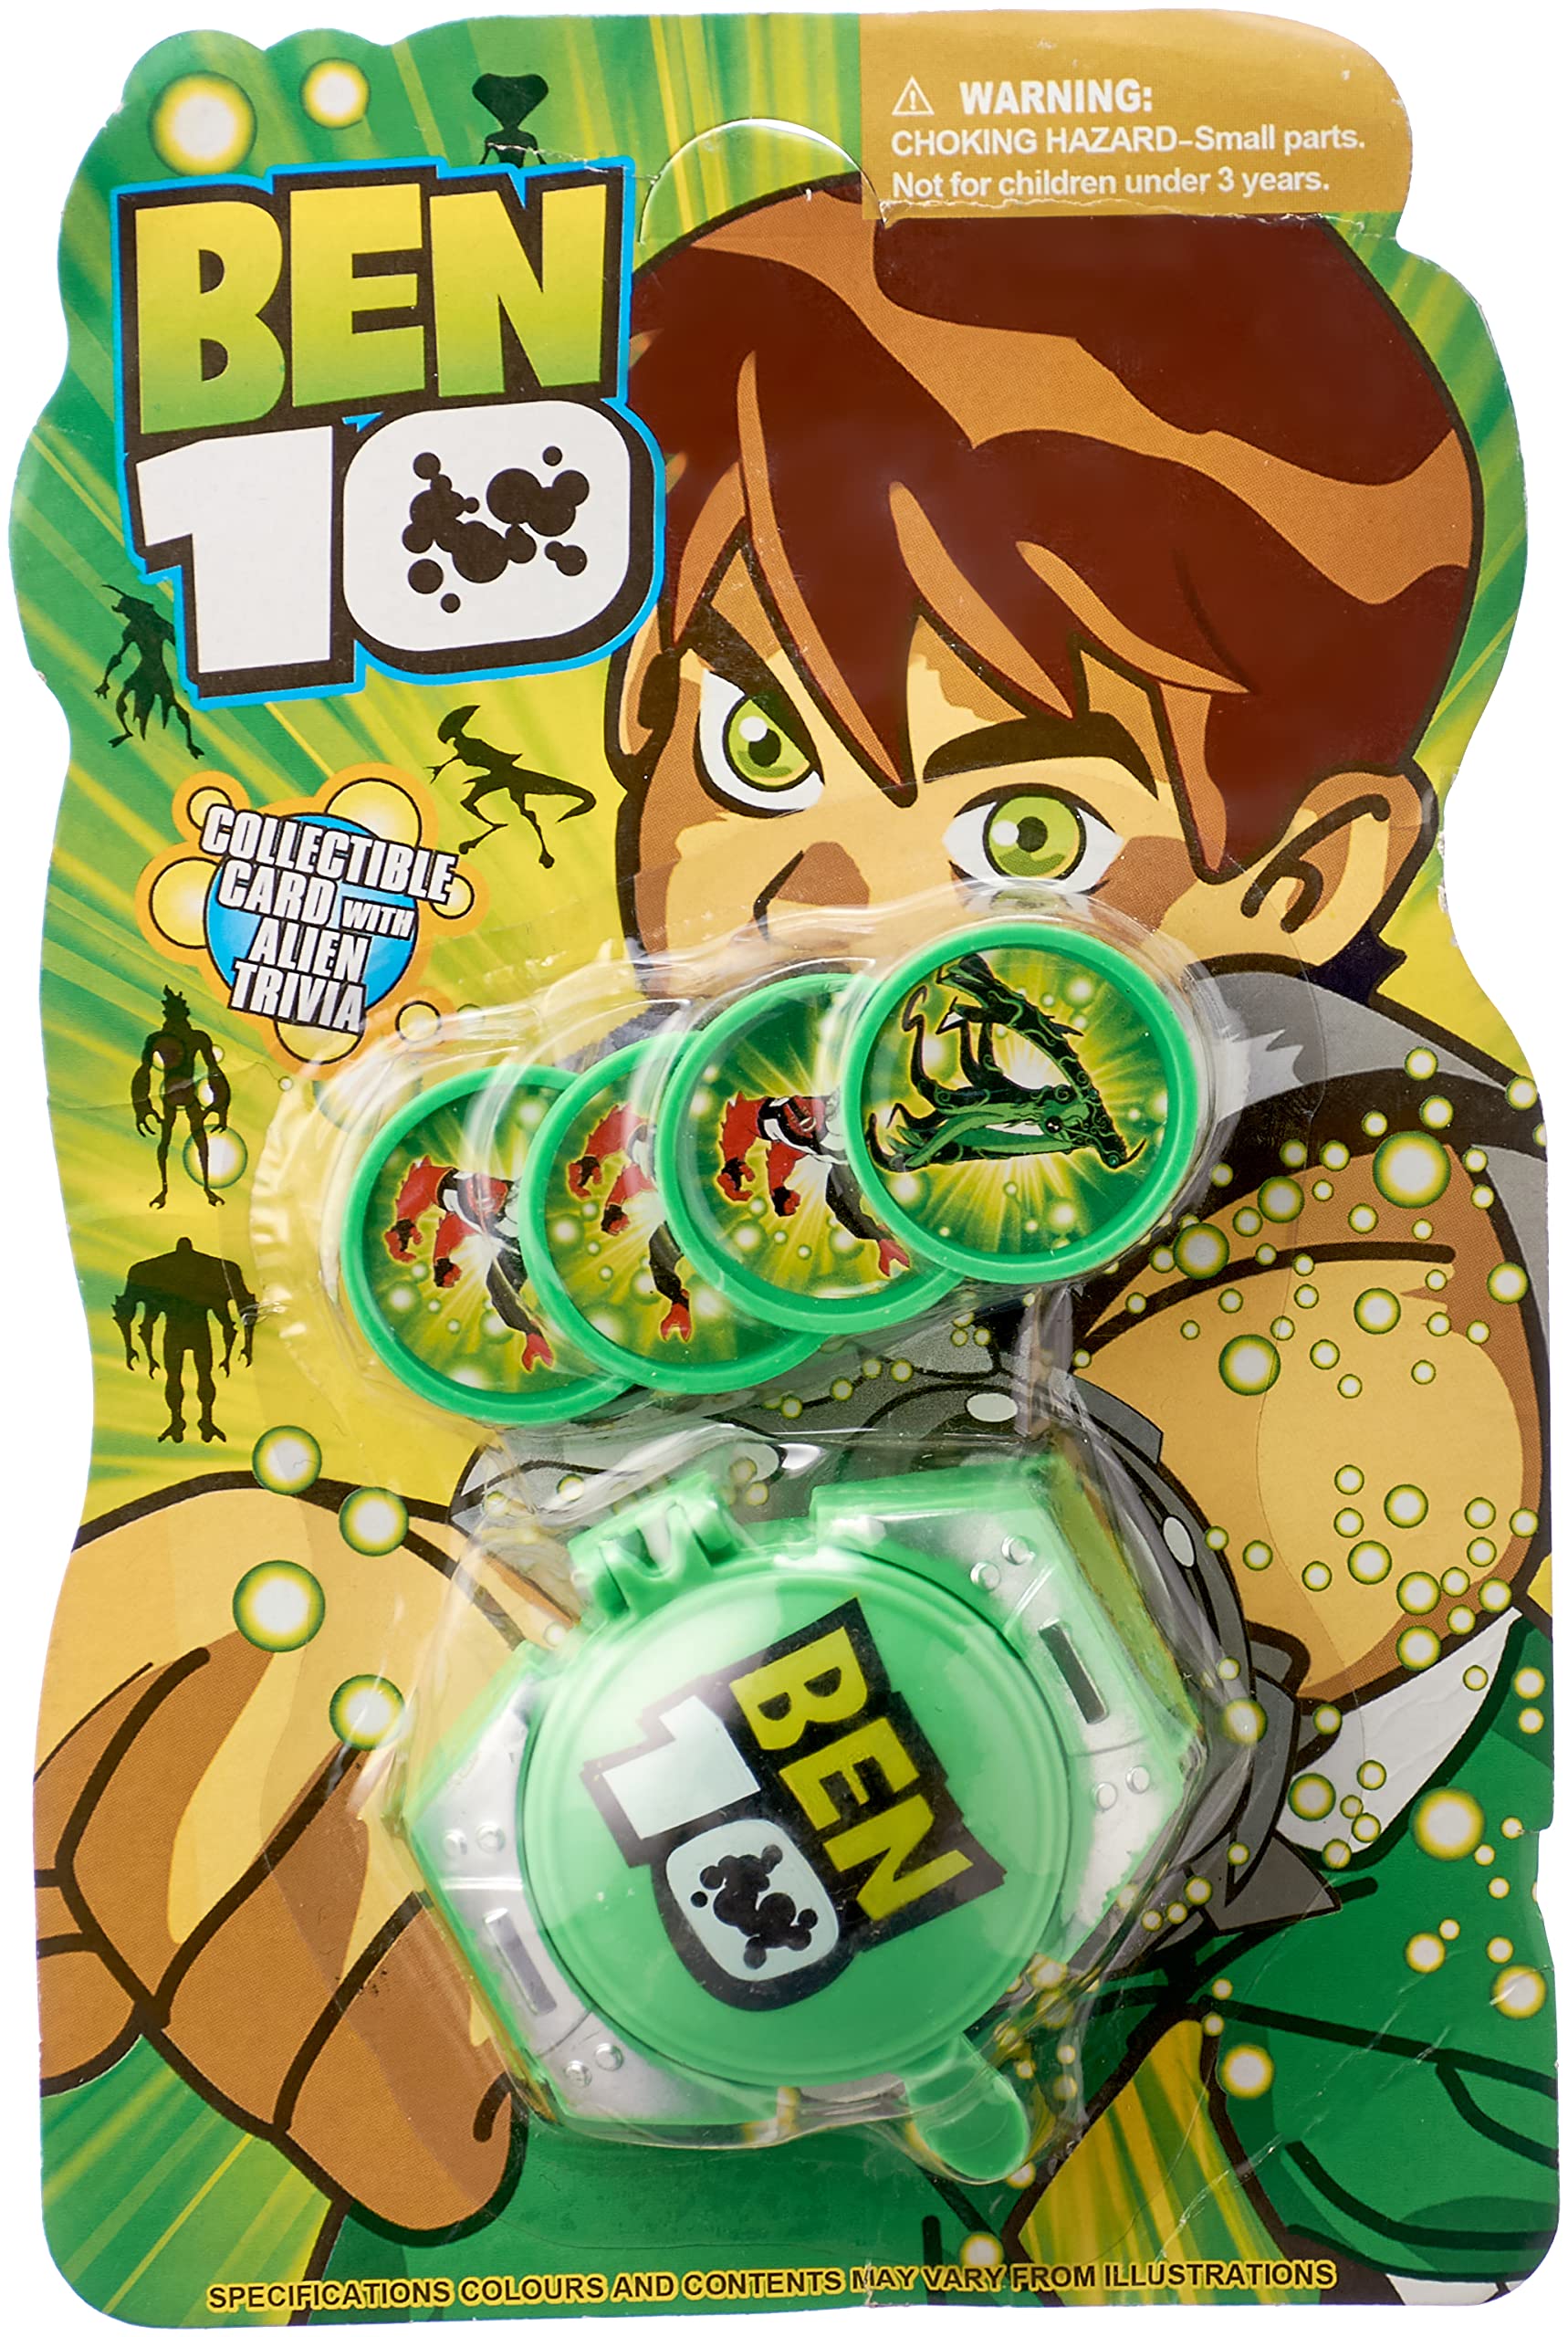 WARNING:
CHOKING HAZARD-Small parts.
Not for children under 3 years.
BEN
10
COLLECTIBLE
CARD WITH
ALIEN
TRIVIA
BEN
10
SPECIFICATIONS COLOURS AND CONTENTS MAY VARY FROM ILLUSTRATIONS